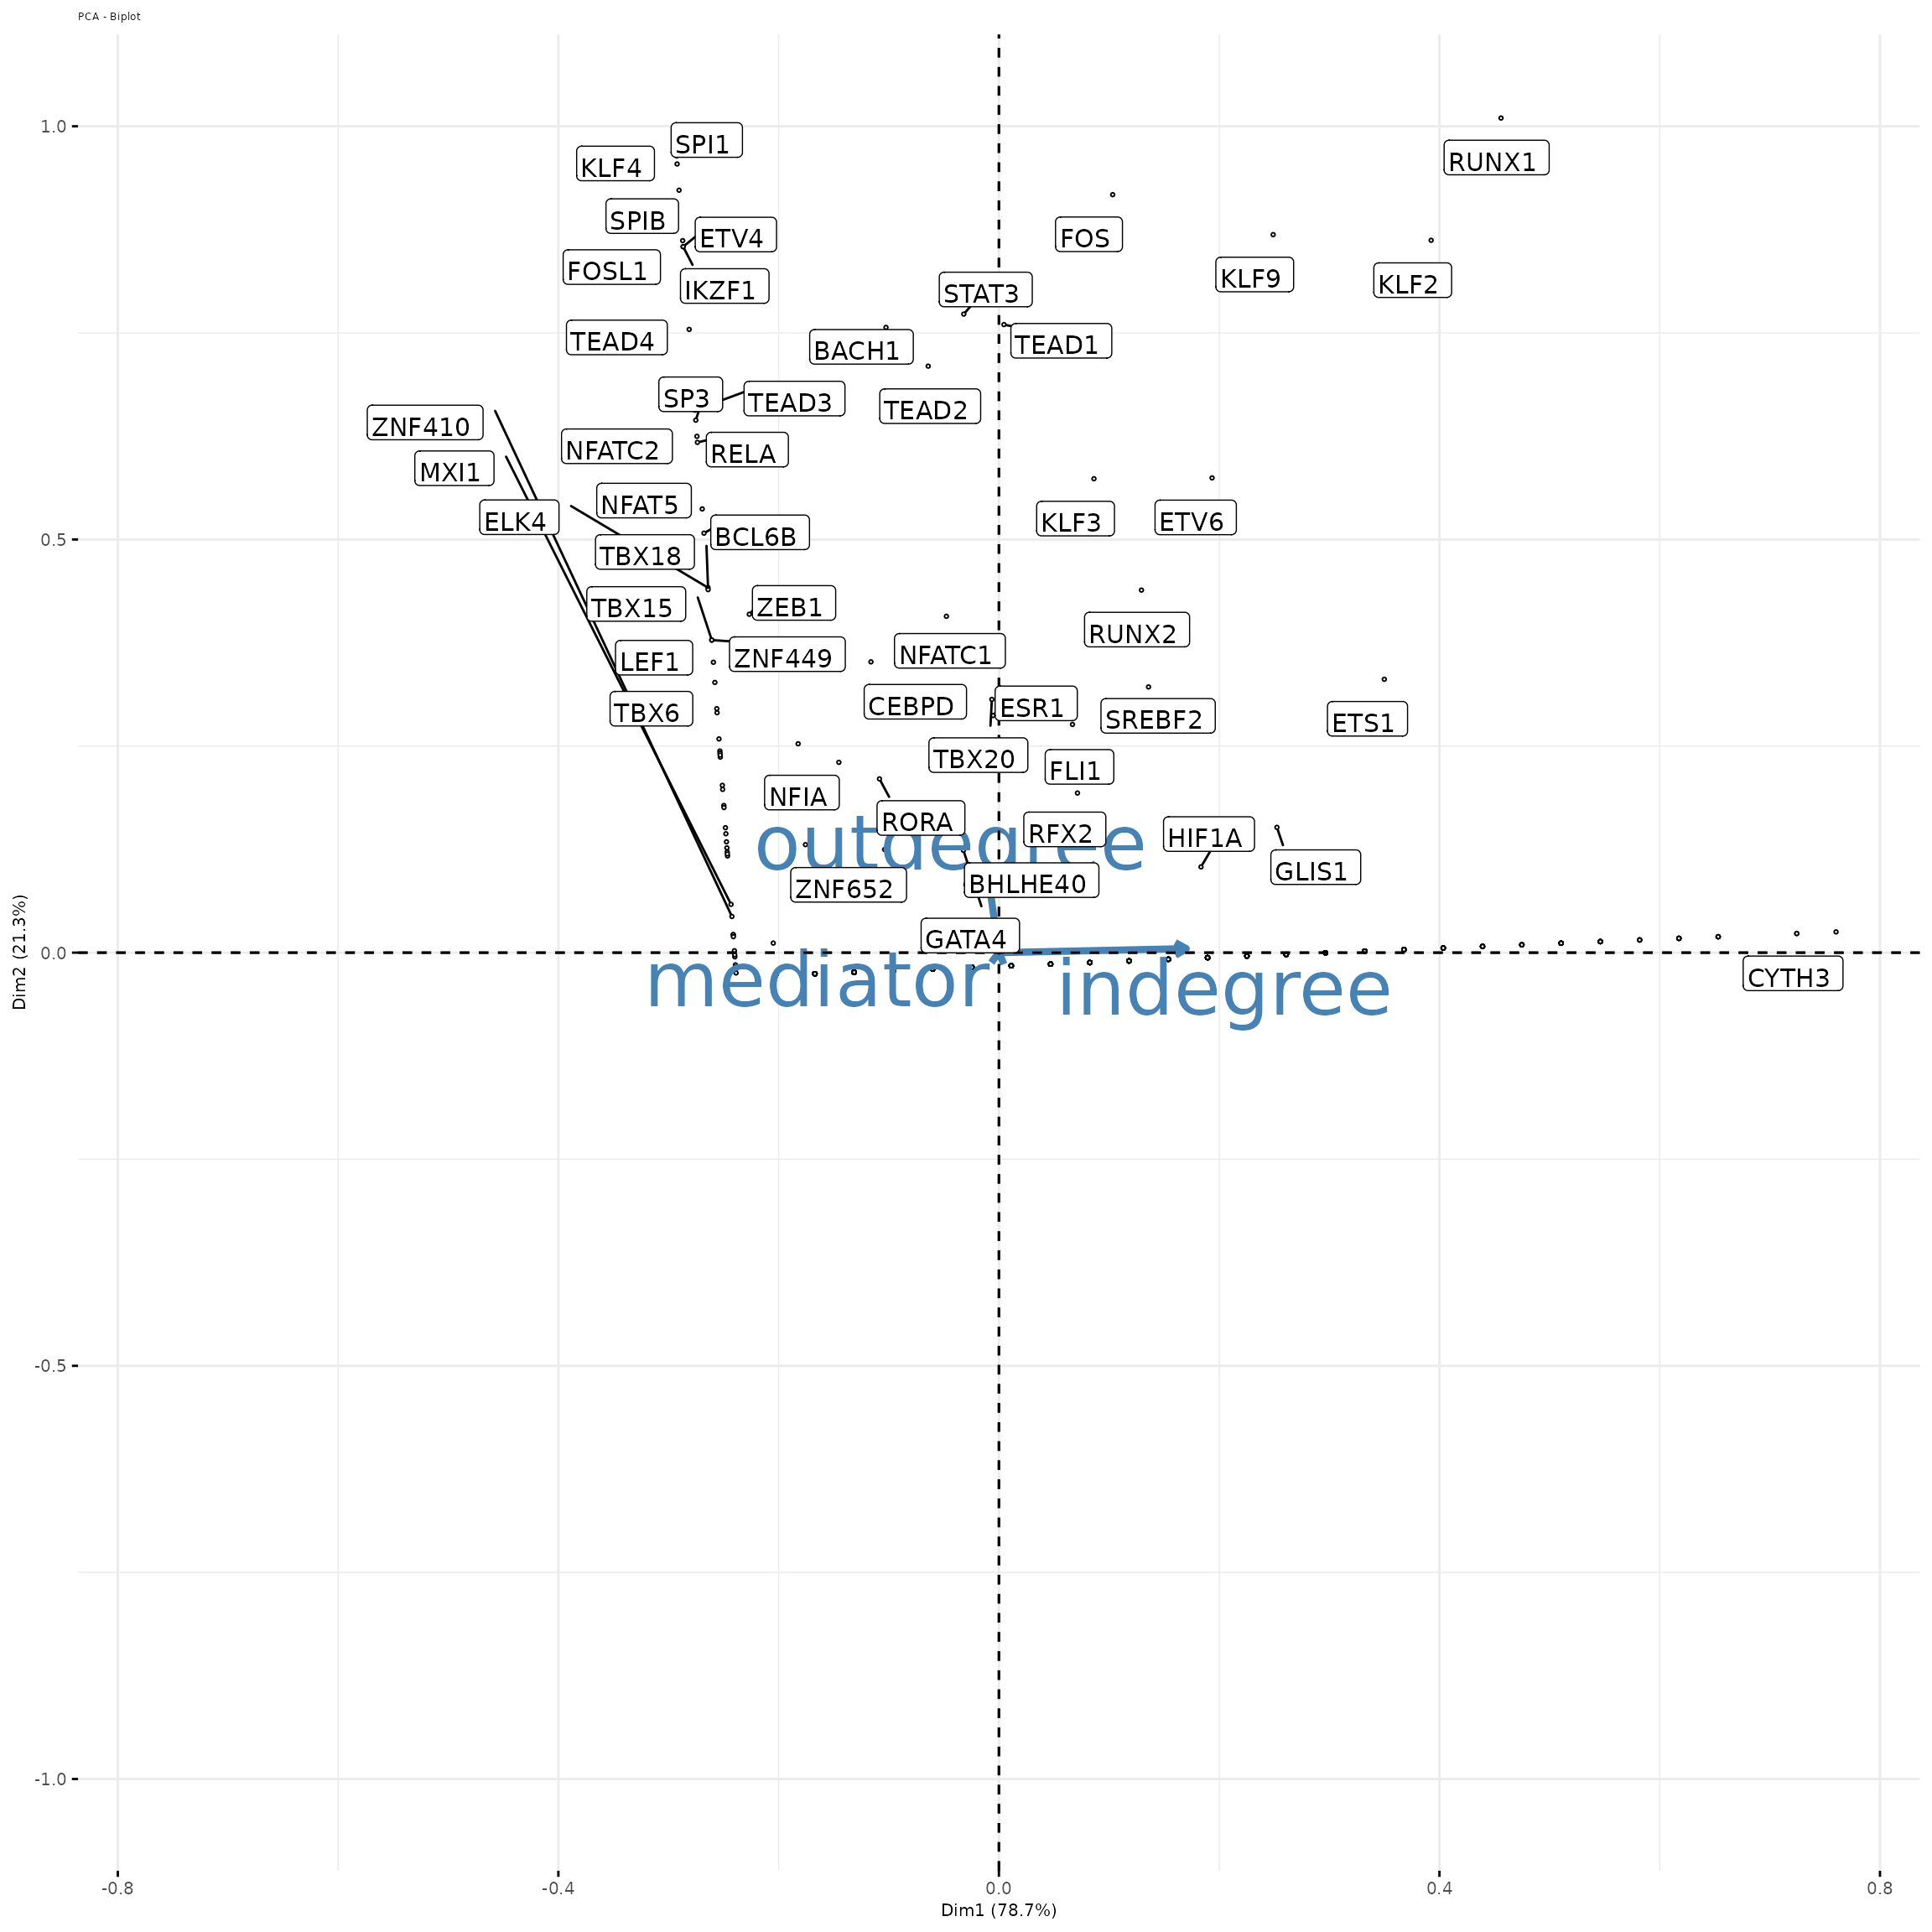 PCA - Biplot
1.0
0.5
0.0
-0.5
-1.0
Dim2 (21.3%)
SPI1
KLF4
RUNX1
SPIB
ETV4
FOS
FOSL1
IKZF1
KLF9
KLF2
STAT3
TEAD4
BACH1
TEAD1
SP3
TEAD3
TEAD2
ZNF410
NFATC2
RELA
MXI1
NFAT5
ELK4
BCL6B
KLF3
ETV6
TBX18
TBX15
ZEB1
RUNX2
LEF1
ZNF449
NFATC1
TBX6
CEBPD
ESR1
SREBF2
ETS1
TBX20
FLI1
NFIA
RORA
RFX2
HIF1A
outdegree
GLIS1
ZNF652
BHLHE40
GATA4
mediator
indegree
CYTH3
-0.8
-0.4
0.0
0.4
0.8
Dim1 (78.7%)